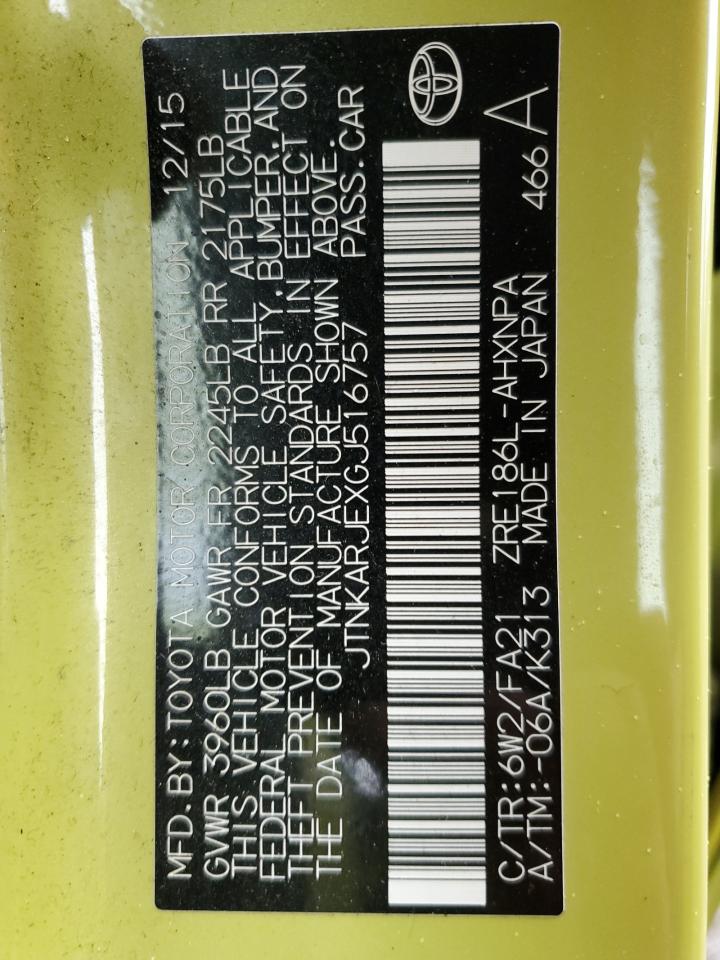 MFD.BY:TOYOTA MOTOR CORPORATION 12/15
GVWR 3960LB GAWR FR 2245LB RR 2175LB
THIS VEHICLE CONFORMS TO ALL APPLICABLE
FEDERAL MOTOR VEHICLE SAFETY,BUMPER,AND
THEFT PREVENTION STANDARDS IN EFFECT ON
THE DATE OF MANUFACTURE SHOWN ABOVE.
JTNKARJEXGJ516757 PASS.CAR
C/TR:6W2/FA21 ZRE186L-AHXNPA
A/TM:-06A/K313 MADE IN JAPAN 466 A